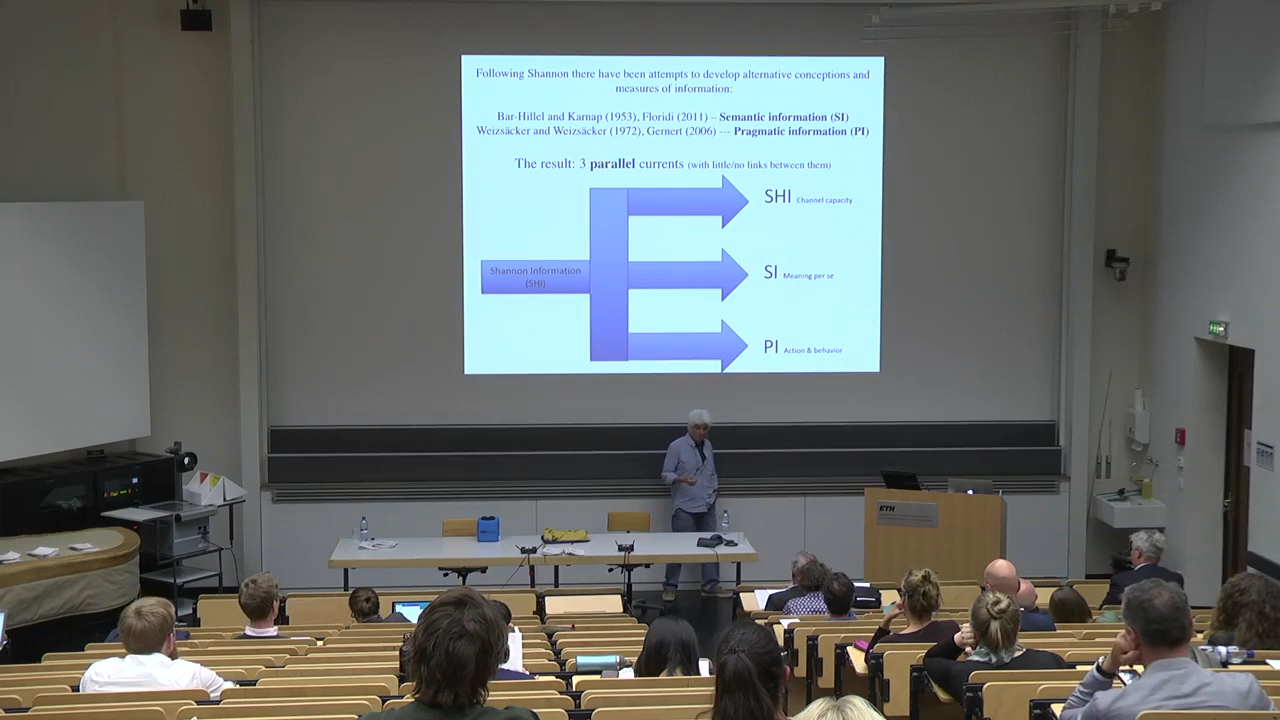 Following Shannon there have been attempts to develop alternative conceptions and
measures of information:
Bar-Hillel and Karnap (1953), Floridi (2011) – Semantic information (SI)
Weizsäcker and Weizsäcker (1972), Gernert (2006) --- Pragmatic information (PI)
The result: 3 parallel currents (with little/no links between them)
SHI Channel capacity
Shannon Information
(SHI)
SI Meaning per se
PI Action & behavior
ETH